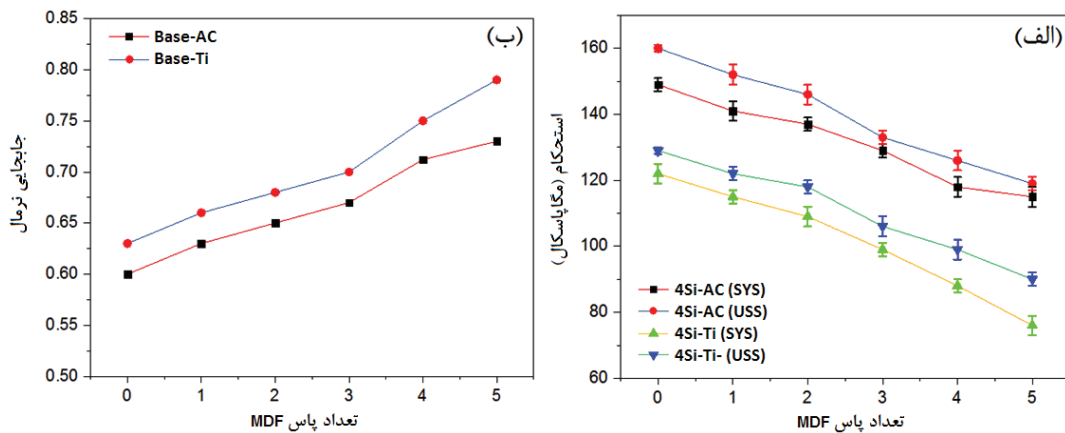 (الف)
استحکام (مگاپاسکال)
160
140
120
100
80
60
4Si-AC (SYS)
4Si-AC (USS)
4Si-Ti (SYS)
4Si-Ti- (USS)
0 1 2 3 4 5
تعداد پاس MDF
(ب)
جابجایی نرمال
0.85
0.80
0.75
0.70
0.65
0.60
0.55
0.50
Base-AC
Base-Ti
0 1 2 3 4 5
تعداد پاس MDF